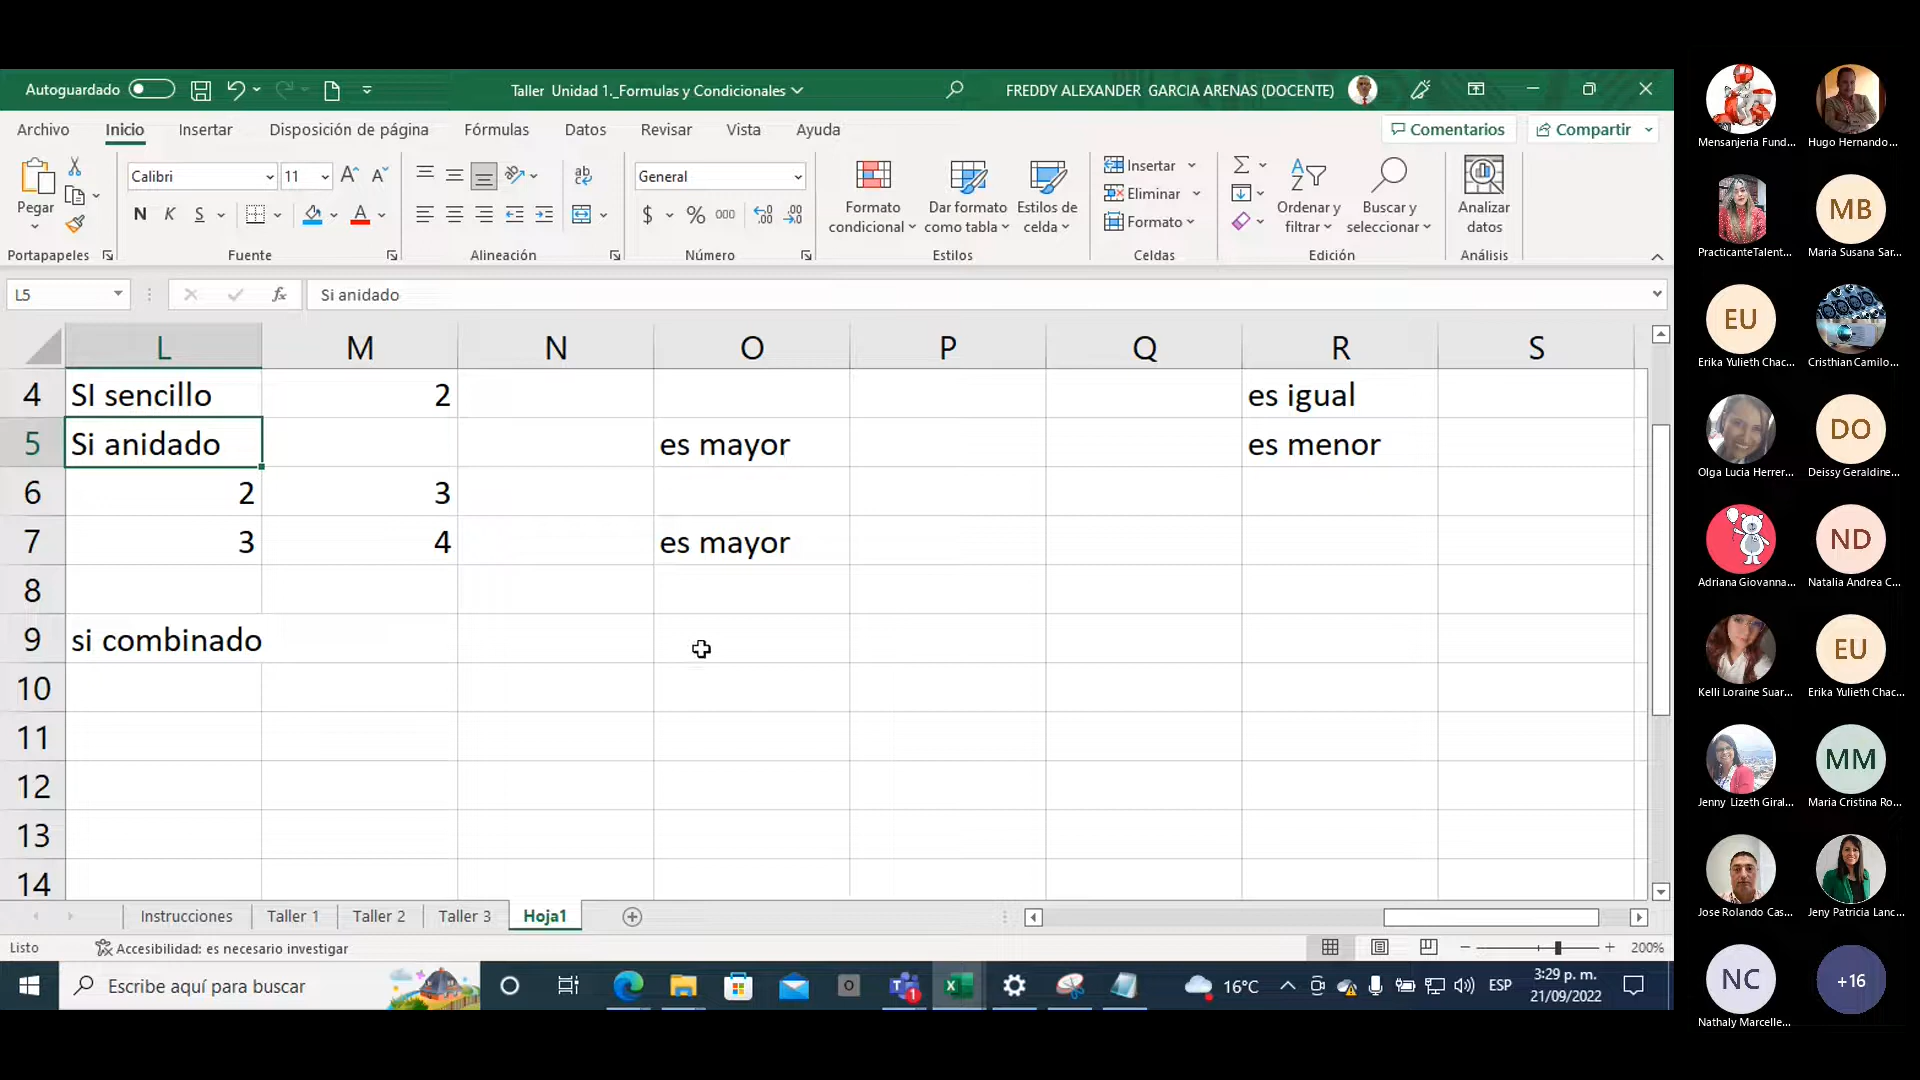 Autoguardado
Taller Unidad 1._Formulas y Condicionales
FREDDY ALEXANDER GARCIA ARENAS (DOCENTE)
Archivo Inicio Insertar Disposición de página Fórmulas Datos Revisar Vista Ayuda
Comentarios Compartir
Pegar
Portapapeles
Calibri 11
N K S
Fuente
Alineación
General
$ % 000
Número
Formato condicional
Dar formato como tabla
Estilos de celda
Estilos
Insertar
Eliminar
Formato
Celdas
Ordenar y filtrar
Buscar y seleccionar
Edición
Analizar datos
Análisis
L5 fx Si anidado
L M N O P Q R S
4 SI sencillo 2 es igual
5 Si anidado es mayor es menor
6 2 3
7 3 4 es mayor
8
9 si combinado
10
11
12
13
14
Instrucciones Taller 1 Taller 2 Taller 3 Hoja1
Listo Accesibilidad: es necesario investigar 200%
Escribe aquí para buscar
1
16°C ESP
3:29 p. m.
21/09/2022
Mensanjeria Fund... Hugo Hernando...
MB
PracticanteTalent... Maria Susana Sar...
EU
Erika Yulieth Chac... Cristhian Camilo...
DO
Olga Lucia Herrer... Deissy Geraldine...
ND
Adriana Giovanna... Natalia Andrea C...
EU
Kelli Loraine Suar... Erika Yulieth Chac...
MM
Jenny Lizeth Giral... Maria Cristina Ro...
Jose Rolando Cas... Jeny Patricia Lanc...
NC +16
Nathaly Marcelle...